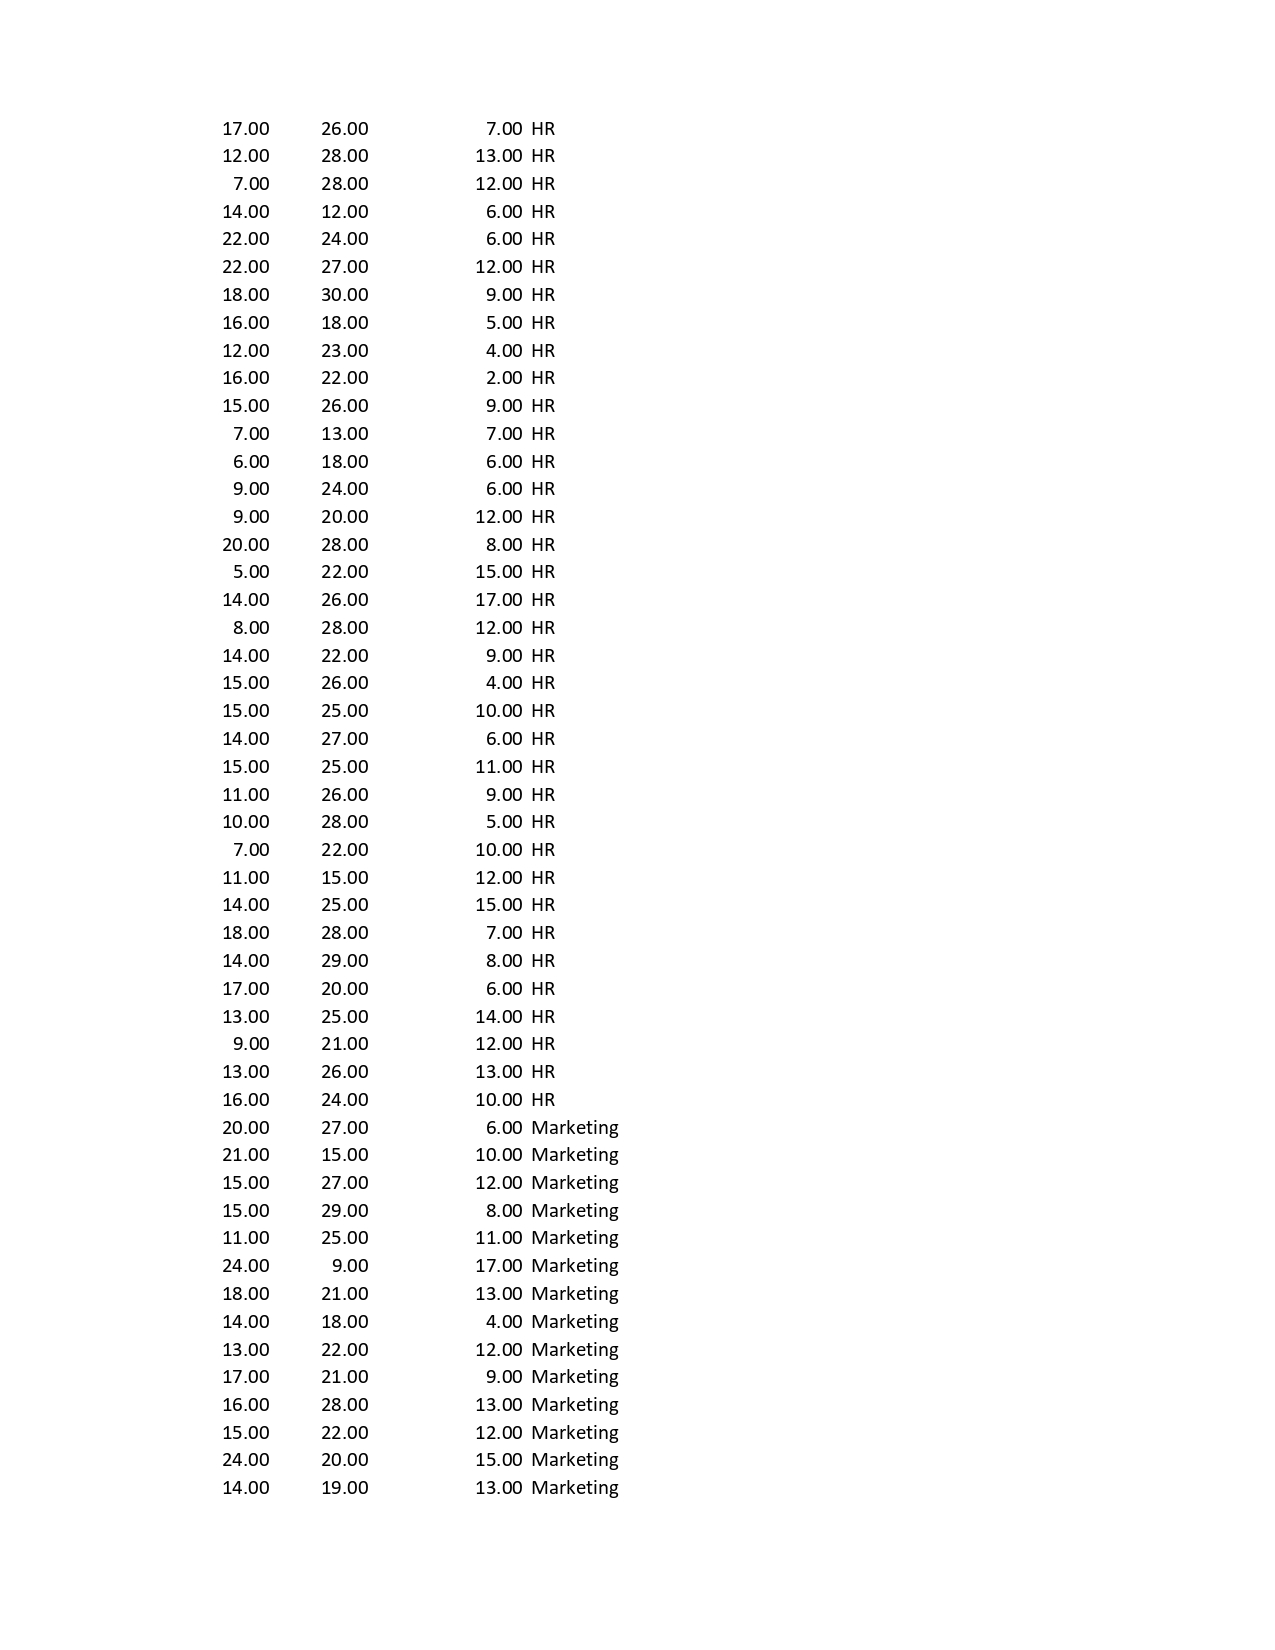 17.00 26.00 7.00 HR
12.00 28.00 13.00 HR
7.00 28.00 12.00 HR
14.00 12.00 6.00 HR
22.00 24.00 6.00 HR
22.00 27.00 12.00 HR
18.00 30.00 9.00 HR
16.00 18.00 5.00 HR
12.00 23.00 4.00 HR
16.00 22.00 2.00 HR
15.00 26.00 9.00 HR
7.00 13.00 7.00 HR
6.00 18.00 6.00 HR
9.00 24.00 6.00 HR
9.00 20.00 12.00 HR
20.00 28.00 8.00 HR
5.00 22.00 15.00 HR
14.00 26.00 17.00 HR
8.00 28.00 12.00 HR
14.00 22.00 9.00 HR
15.00 26.00 4.00 HR
15.00 25.00 10.00 HR
14.00 27.00 6.00 HR
15.00 25.00 11.00 HR
11.00 26.00 9.00 HR
10.00 28.00 5.00 HR
7.00 22.00 10.00 HR
11.00 15.00 12.00 HR
14.00 25.00 15.00 HR
18.00 28.00 7.00 HR
14.00 29.00 8.00 HR
17.00 20.00 6.00 HR
13.00 25.00 14.00 HR
9.00 21.00 12.00 HR
13.00 26.00 13.00 HR
16.00 24.00 10.00 HR
20.00 27.00 6.00 Marketing
21.00 15.00 10.00 Marketing
15.00 27.00 12.00 Marketing
15.00 29.00 8.00 Marketing
11.00 25.00 11.00 Marketing
24.00 9.00 17.00 Marketing
18.00 21.00 13.00 Marketing
14.00 18.00 4.00 Marketing
13.00 22.00 12.00 Marketing
17.00 21.00 9.00 Marketing
16.00 28.00 13.00 Marketing
15.00 22.00 12.00 Marketing
24.00 20.00 15.00 Marketing
14.00 19.00 13.00 Marketing